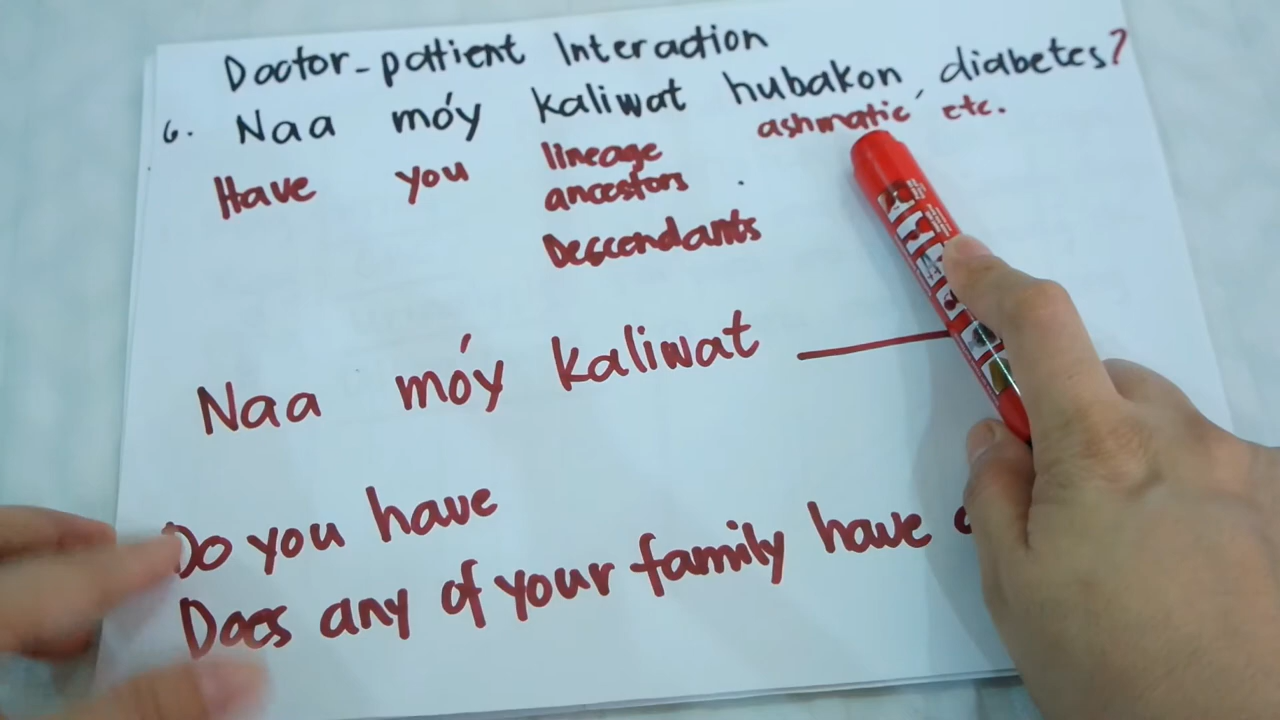 Doctor-pattient Interaction
6. Naa móy kaliwat hubakon, diabetes?
Have you lineage ashmatic etc.
ancestors
Descendants
Naa móy kaliwat
Do you have
Does any of your family have